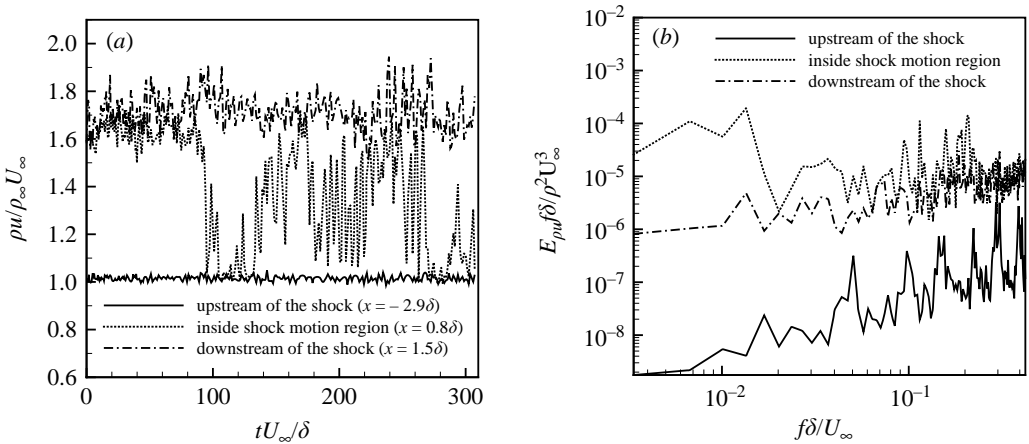 (a)
2.0
1.8
1.6
1.4
1.2
1.0
0.8
0.6
ρu/ρ∞U∞
upstream of the shock (x = − 2.9δ)
inside shock motion region (x = 0.8δ)
downstream of the shock (x = 1.5δ)
0
100
200
300
tU∞/δ
(b)
upstream of the shock
inside shock motion region
downstream of the shock
10⁻²
10⁻³
10⁻⁴
10⁻⁵
10⁻⁶
10⁻⁷
10⁻⁸
E_ρu fδ/ρ²U³∞
10⁻²
10⁻¹
fδ/U∞